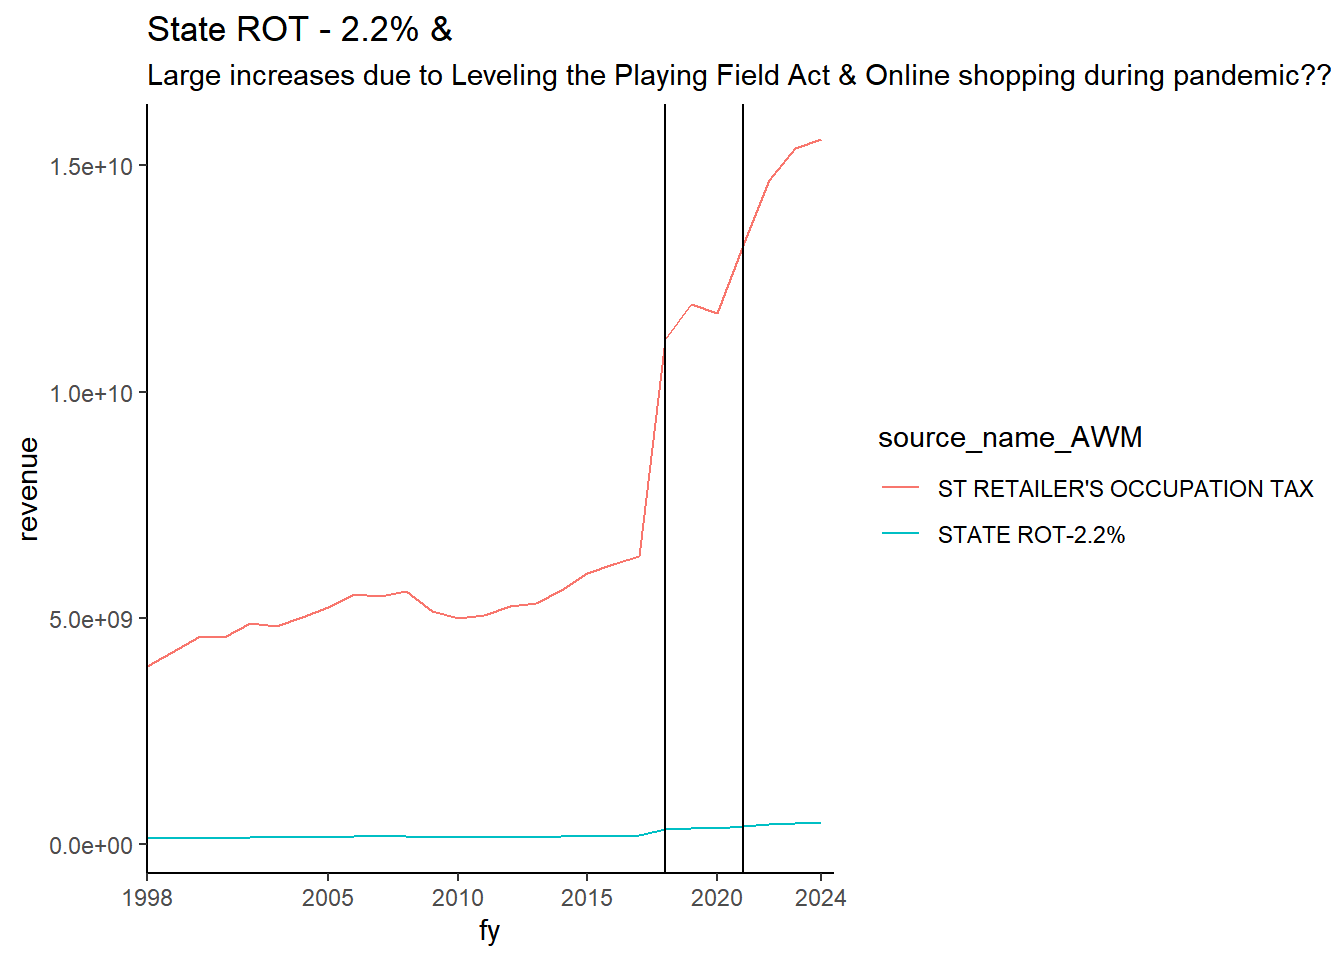 State ROT - 2.2% &
Large increases due to Leveling the Playing Field Act & Online shopping during pandemic??
1.5e+10
1.0e+10
5.0e+09
0.0e+00
revenue
1998
2005
2010
2015
2020
2024
fy
source_name_AWM
ST RETAILER'S OCCUPATION TAX
STATE ROT-2.2%